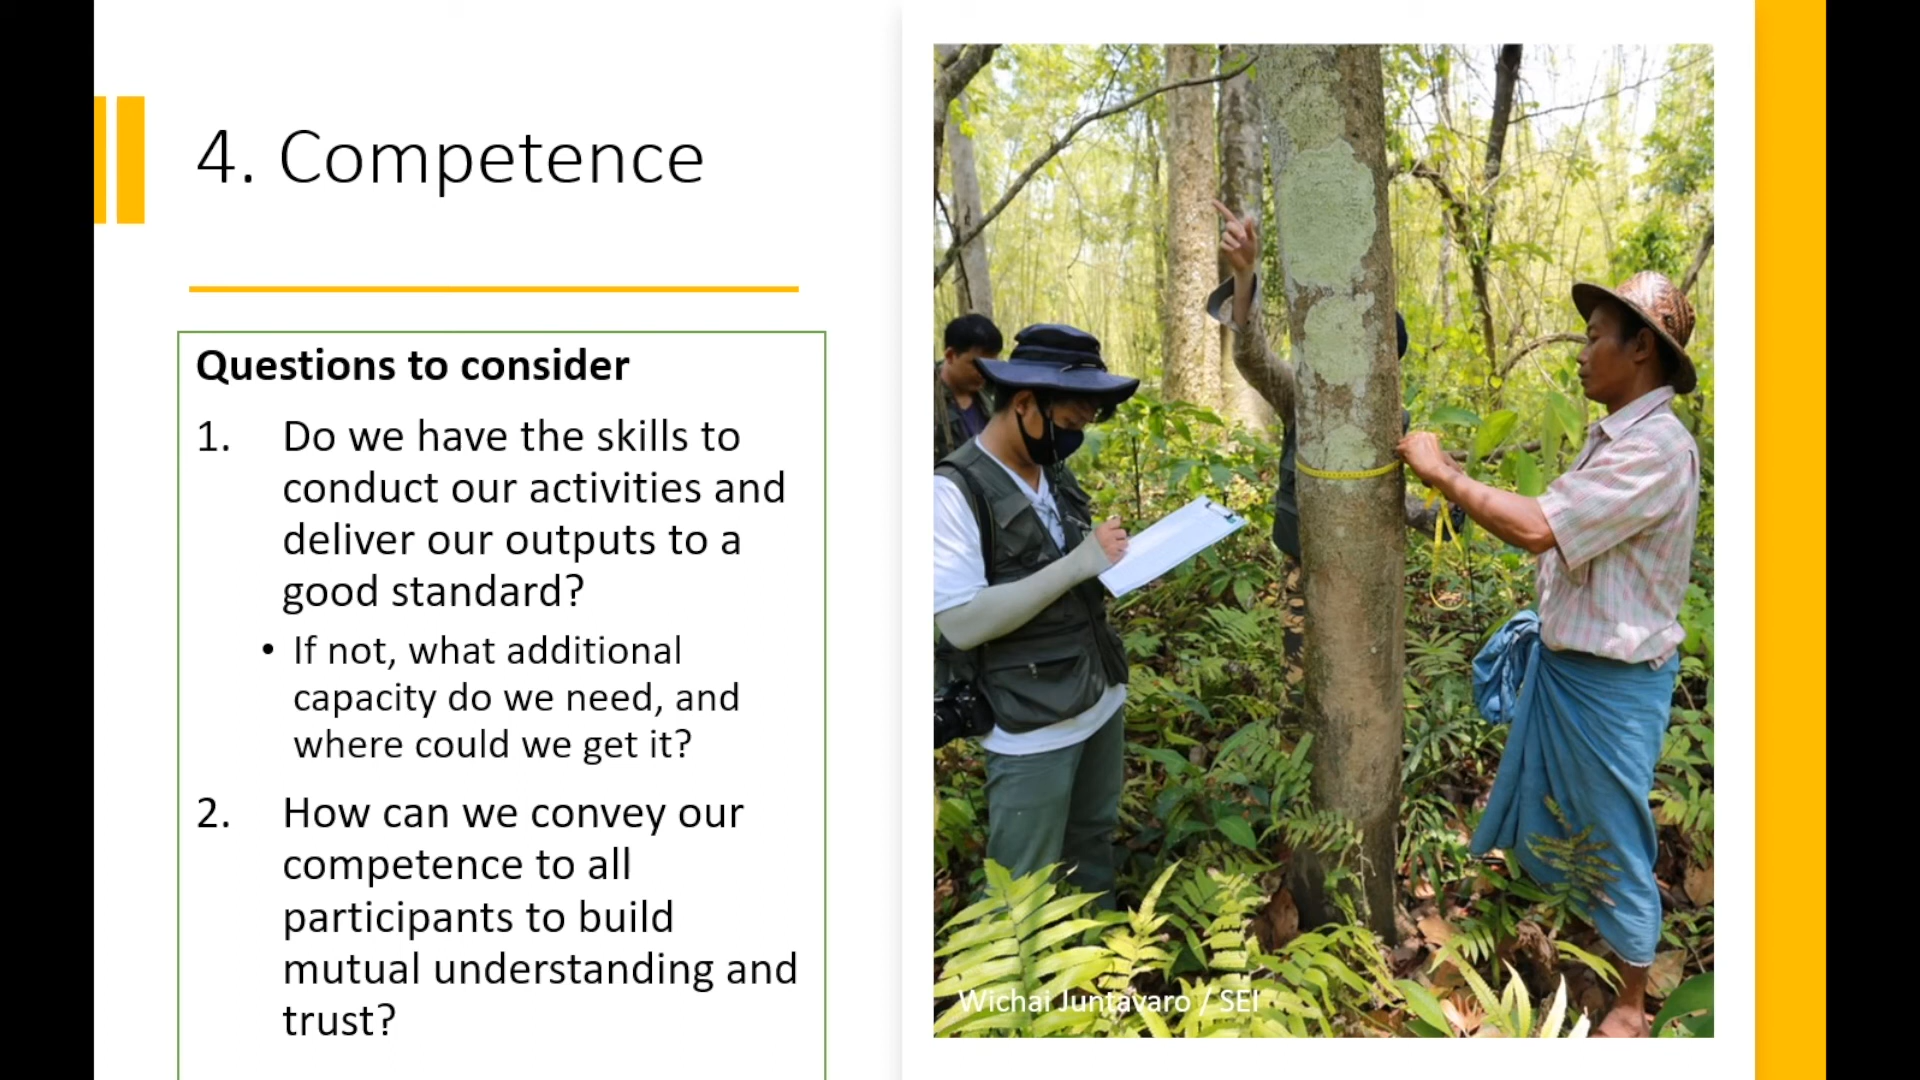 4. Competence
Questions to consider
1. Do we have the skills to
conduct our activities and
deliver our outputs to a
good standard?
• If not, what additional
capacity do we need, and
where could we get it?
2. How can we convey our
competence to all
participants to build
mutual understanding and
trust?
Wichai Juntavaro / SEI